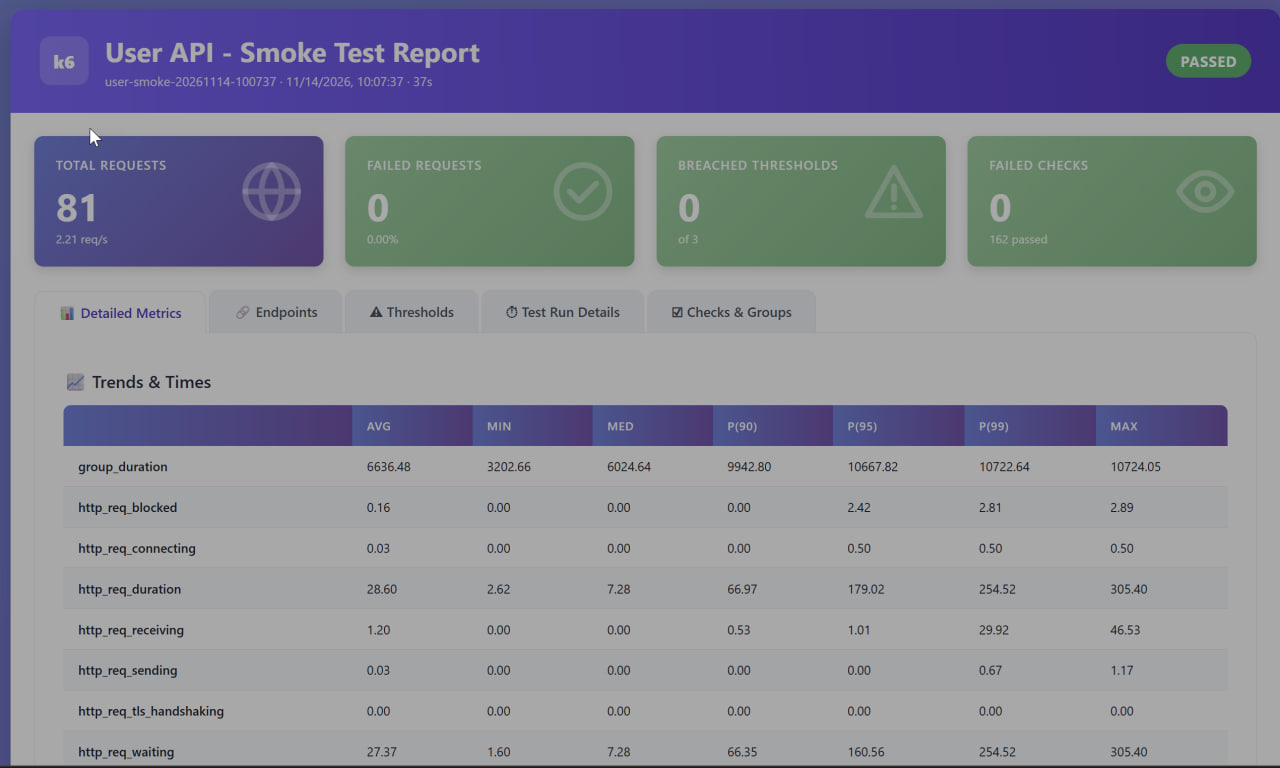 k6
User API - Smoke Test Report
user-smoke-20261114-100737 · 11/14/2026, 10:07:37 · 37s
PASSED
TOTAL REQUESTS
81
2.21 req/s
FAILED REQUESTS
0
0.00%
BREACHED THRESHOLDS
0
of 3
FAILED CHECKS
0
162 passed
Detailed Metrics
Endpoints
Thresholds
Test Run Details
Checks & Groups
Trends & Times
AVG MIN MED P(90) P(95) P(99) MAX
group_duration 6636.48 3202.66 6024.64 9942.80 10667.82 10722.64 10724.05
http_req_blocked 0.16 0.00 0.00 0.00 2.42 2.81 2.89
http_req_connecting 0.03 0.00 0.00 0.00 0.50 0.50 0.50
http_req_duration 28.60 2.62 7.28 66.97 179.02 254.52 305.40
http_req_receiving 1.20 0.00 0.00 0.53 1.01 29.92 46.53
http_req_sending 0.03 0.00 0.00 0.00 0.00 0.67 1.17
http_req_tls_handshaking 0.00 0.00 0.00 0.00 0.00 0.00 0.00
http_req_waiting 27.37 1.60 7.28 66.35 160.56 254.52 305.40